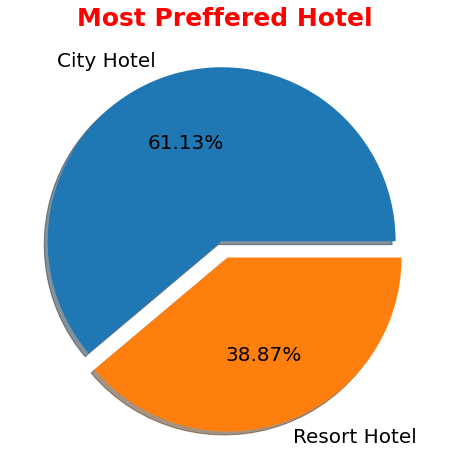 Most Preffered Hotel
City Hotel
61.13%
38.87%
Resort Hotel